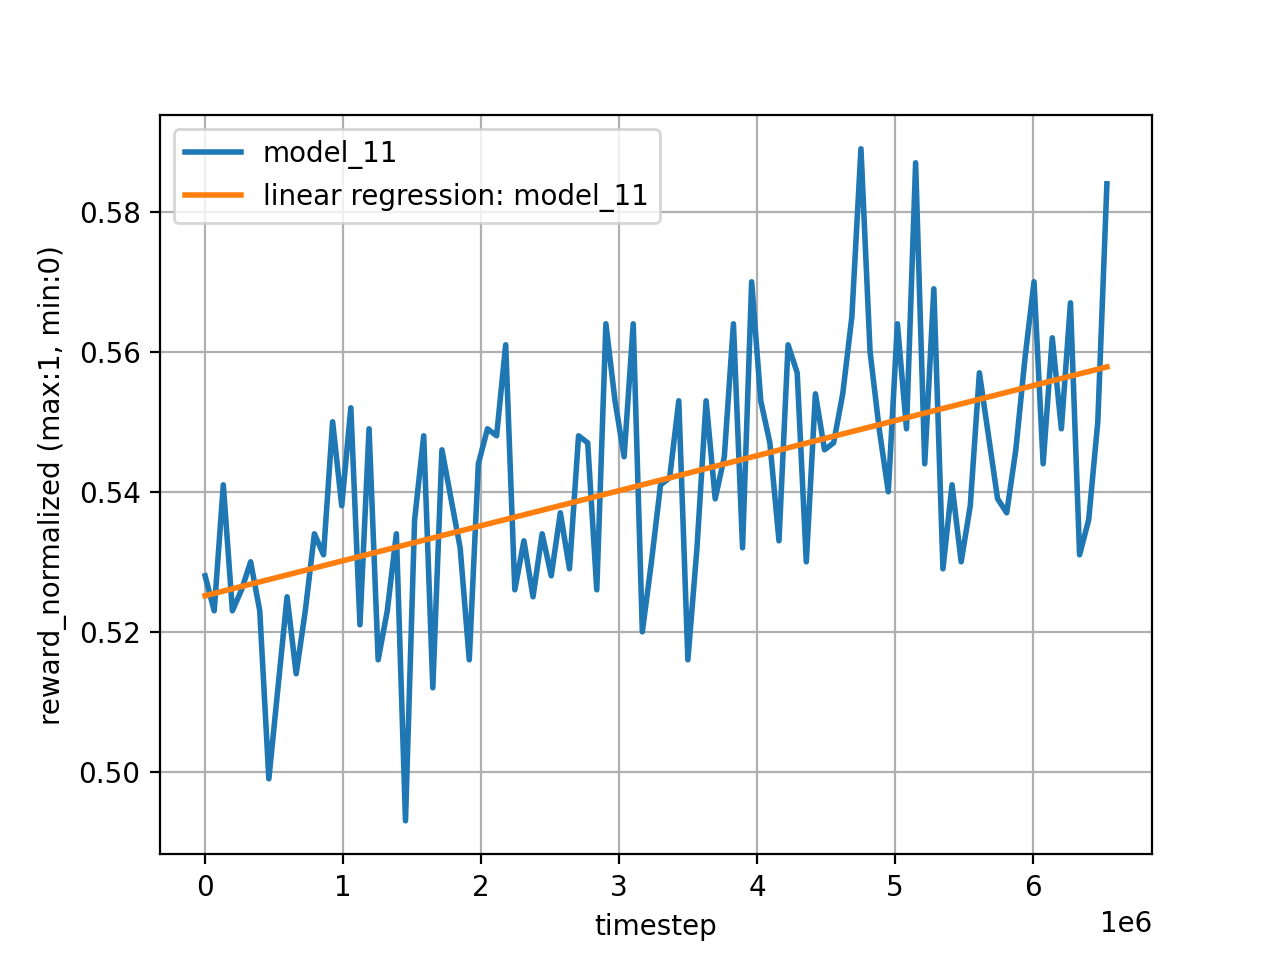 model_11
linear regression: model_11
reward_normalized (max:1, min:0)
0.58
0.56
0.54
0.52
0.50
0 1 2 3 4 5 6
1e6
timestep